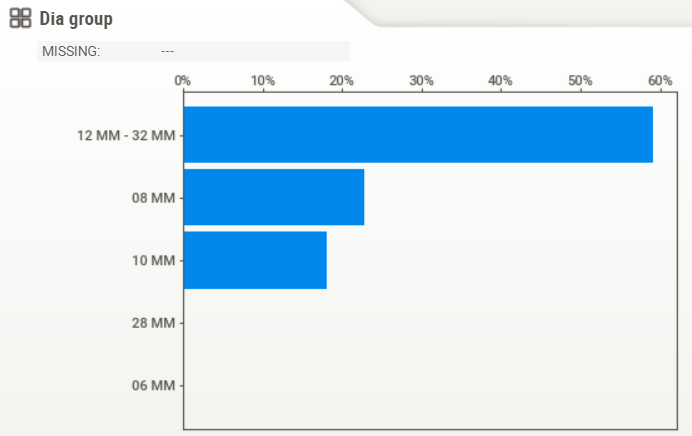 Dia group
MISSING: ---
0% 10% 20% 30% 40% 50% 60%
12 MM - 32 MM
08 MM
10 MM
28 MM
06 MM